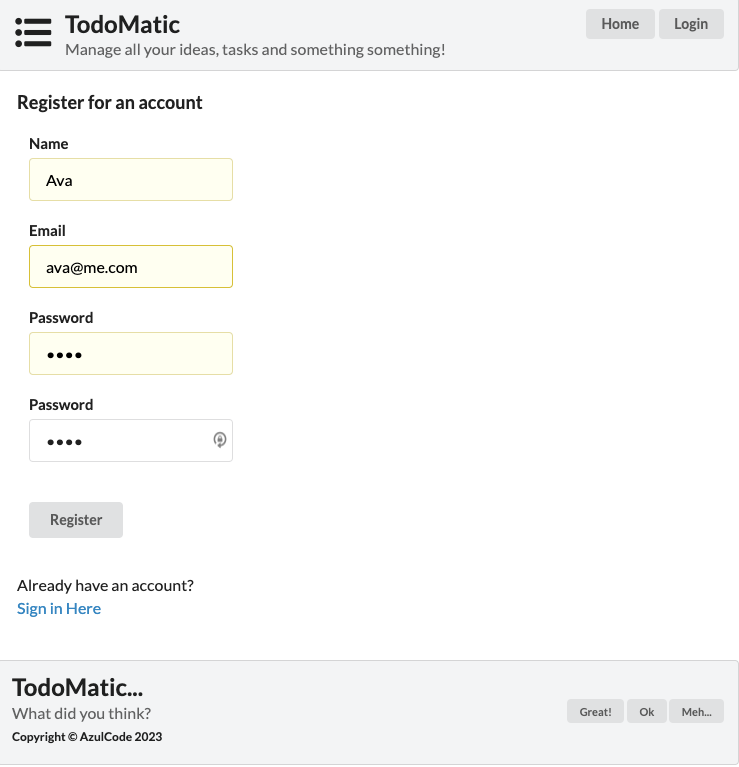 TodoMatic
Manage all your ideas, tasks and something something!
Home
Login
Register for an account
Name
Ava
Email
ava@me.com
Password
••••
Password
••••
Register
Already have an account?
Sign in Here
TodoMatic...
What did you think?
Copyright © AzulCode 2023
Great!
Ok
Meh...